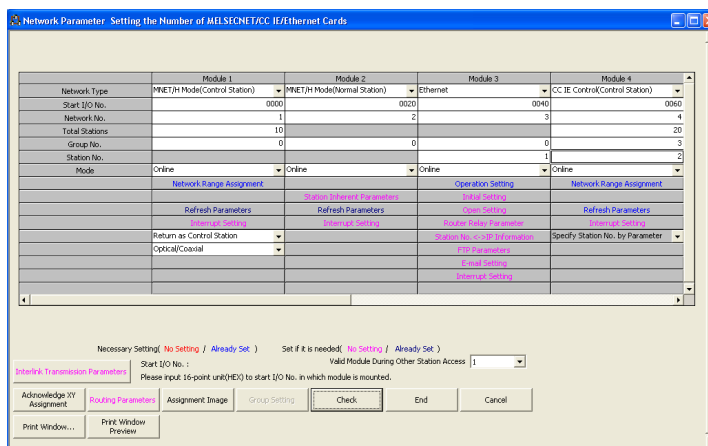 Network Parameter Setting the Number of MELSECNET/CC IE/Ethernet Cards
Module 1 Module 2 Module 3 Module 4
Network Type MNET/H Mode(Control Station) MNET/H Mode(Normal Station) Ethernet CC IE Control(Control Station)
Start I/O No. 0000 0020 0040 0060
Network No. 1 2 3 4
Total Stations 10 20
Group No. 0 0 0 3
Station No. 1 2
Mode Online Online Online Online
Network Range Assignment Operation Setting Network Range Assignment
Station Inherent Parameters Initial Setting
Refresh Parameters Refresh Parameters Open Setting Refresh Parameters
Interrupt Setting Interrupt Setting Router Relay Parameter Interrupt Setting
Return as Control Station Station No.<->IP Information Specify Station No. by Parameter
Optical/Coaxial FTP Parameters
E-mail Setting
Interrupt Setting
Necessary Setting( No Setting / Already Set ) Set if it is needed( No Setting / Already Set )
Interlink Transmission Parameters Start I/O No. : Valid Module During Other Station Access 1
Please input 16-point unit(HEX) to start I/O No. in which module is mounted.
Acknowledge XY Assignment Routing Parameters Assignment Image Group Setting Check End Cancel
Print Window... Print Window Preview